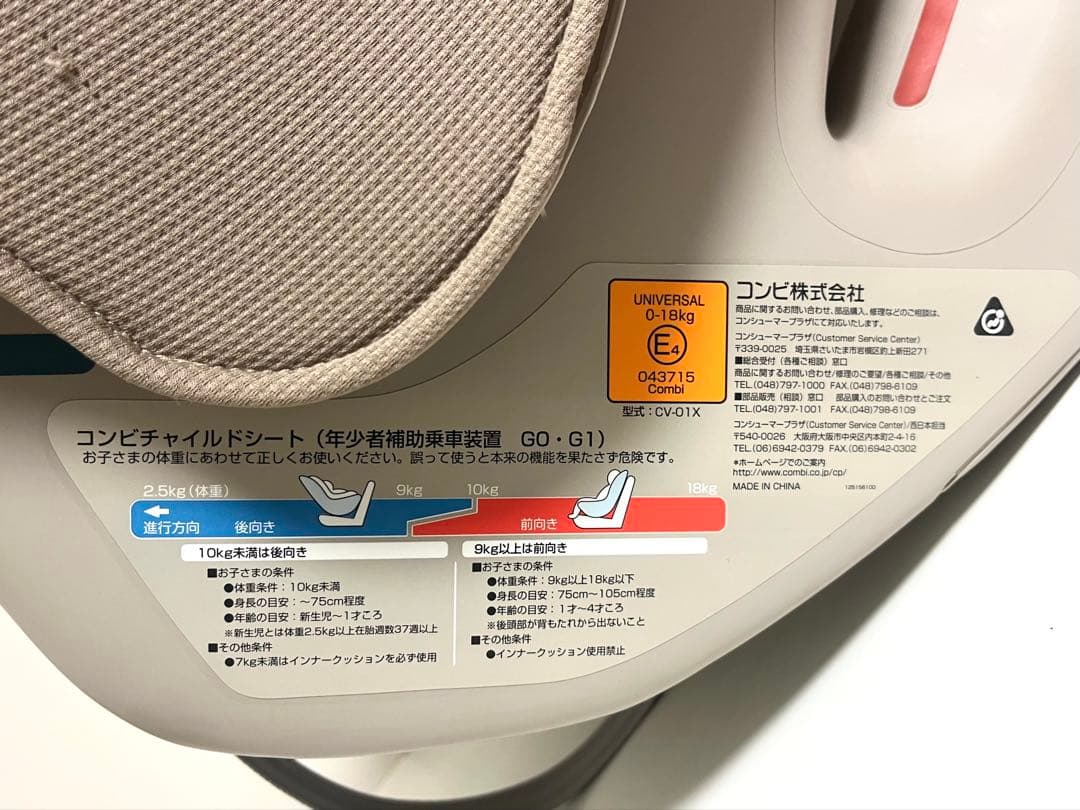 UNIVERSAL
0-18kg
E4
043715
Combi
型式：CV-01X
コンビ株式会社
商品に関するお問い合わせ、部品購入、修理などのご相談は、
コンシューマープラザにて対応いたします。
コンシューマープラザ(Customer Service Center)
〒339-0025 埼玉県さいたま市岩槻区釣上新田271
■総合受付（各種ご相談）窓口
商品に関するお問い合わせ/修理のご要望/各種ご相談/その他
TEL.(048)797-1000 FAX.(048)798-6109
■部品販売（相談）窓口 部品購入のお問い合わせとご注文
TEL.(048)797-1001 FAX.(048)798-6109
コンシューマープラザ(Customer Service Center)/西日本担当
〒540-0026 大阪府大阪市中央区内本町2-4-16
TEL.(06)6942-0379 FAX.(06)6942-0302
*ホームページでのご案内
http://www.combi.co.jp/cp/
MADE IN CHINA 125156100
コンビチャイルドシート（年少者補助乗車装置 G0・G1）
お子さまの体重にあわせて正しくお使いください。誤って使うと本来の機能を果たさず危険です。
2.5kg（体重） 9kg 10kg 18kg
進行方向 後向き 前向き
10kg未満は後向き
■お子さまの条件
●体重条件：10kg未満
●身長の目安：～75cm程度
●年齢の目安：新生児～1才ころ
※新生児とは体重2.5kg以上在胎週数37週以上
■その他条件
●7kg未満はインナークッションを必ず使用
9kg以上は前向き
■お子さまの条件
●体重条件：9kg以上18kg以下
●身長の目安：75cm～105cm程度
●年齢の目安：1才～4才ころ
※後頭部が背もたれから出ないこと
■その他条件
●インナークッション使用禁止